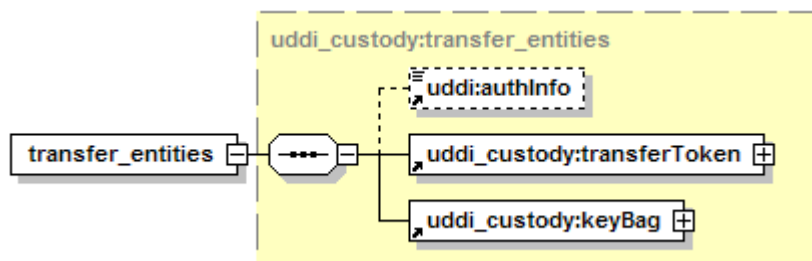 uddi_custody:transfer_entities
uddi:authInfo
transfer_entities
uddi_custody:transferToken
uddi_custody:keyBag